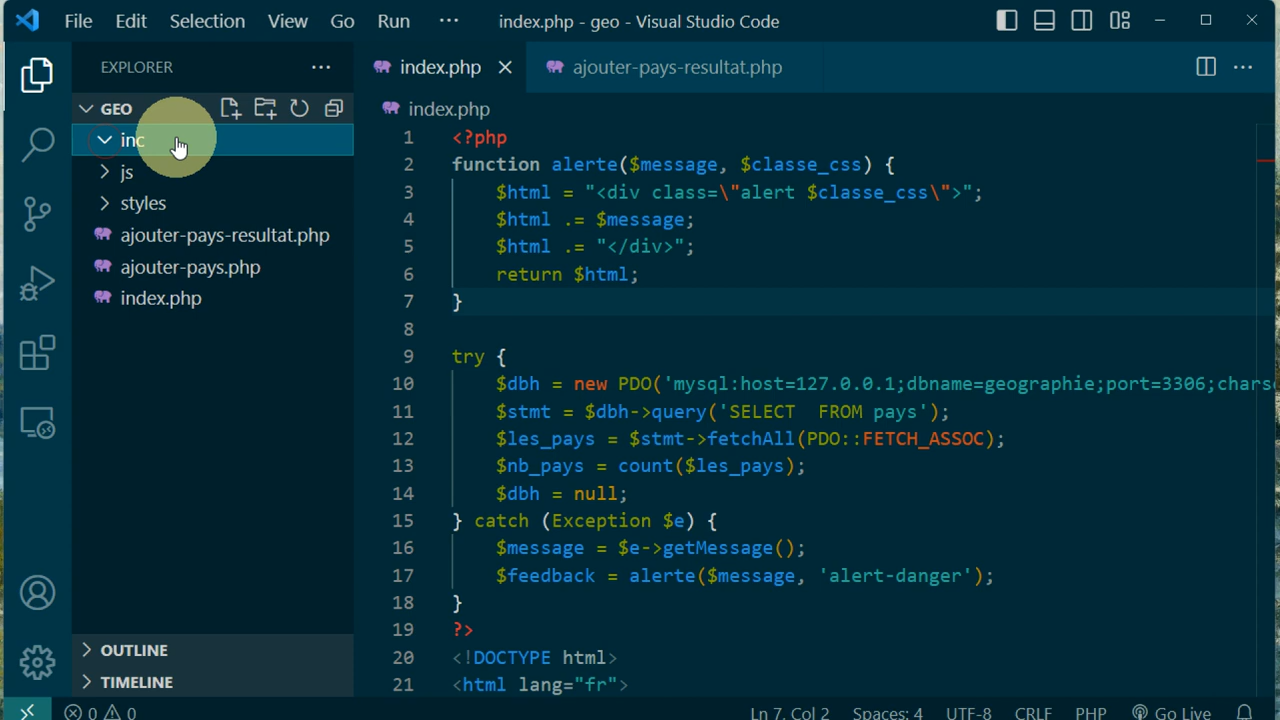 File Edit Selection View Go Run ··· index.php - geo - Visual Studio Code
EXPLORER ···
index.php
ajouter-pays-resultat.php ···
GEO
index.php
inc
js
styles
ajouter-pays-resultat.php
ajouter-pays.php
index.php
1 <?php
2 function alerte($message, $classe_css) {
3 $html = "<div class=\"alert $classe_css\">";
4 $html .= $message;
5 $html .= "</div>";
6 return $html;
7 }
8
9 try {
10 $dbh = new PDO('mysql:host=127.0.0.1;dbname=geographie;port=3306;chars
11 $stmt = $dbh->query('SELECT  FROM pays');
12 $les_pays = $stmt->fetchAll(PDO::FETCH_ASSOC);
13 $nb_pays = count($les_pays);
14 $dbh = null;
15 } catch (Exception $e) {
16 $message = $e->getMessage();
17 $feedback = alerte($message, 'alert-danger');
18 }
19 ?>
20 <!DOCTYPE html>
21 <html lang="fr">
OUTLINE
TIMELINE
0 0 Ln 7, Col 2 Spaces: 4 UTF-8 CRLF PHP Go Live